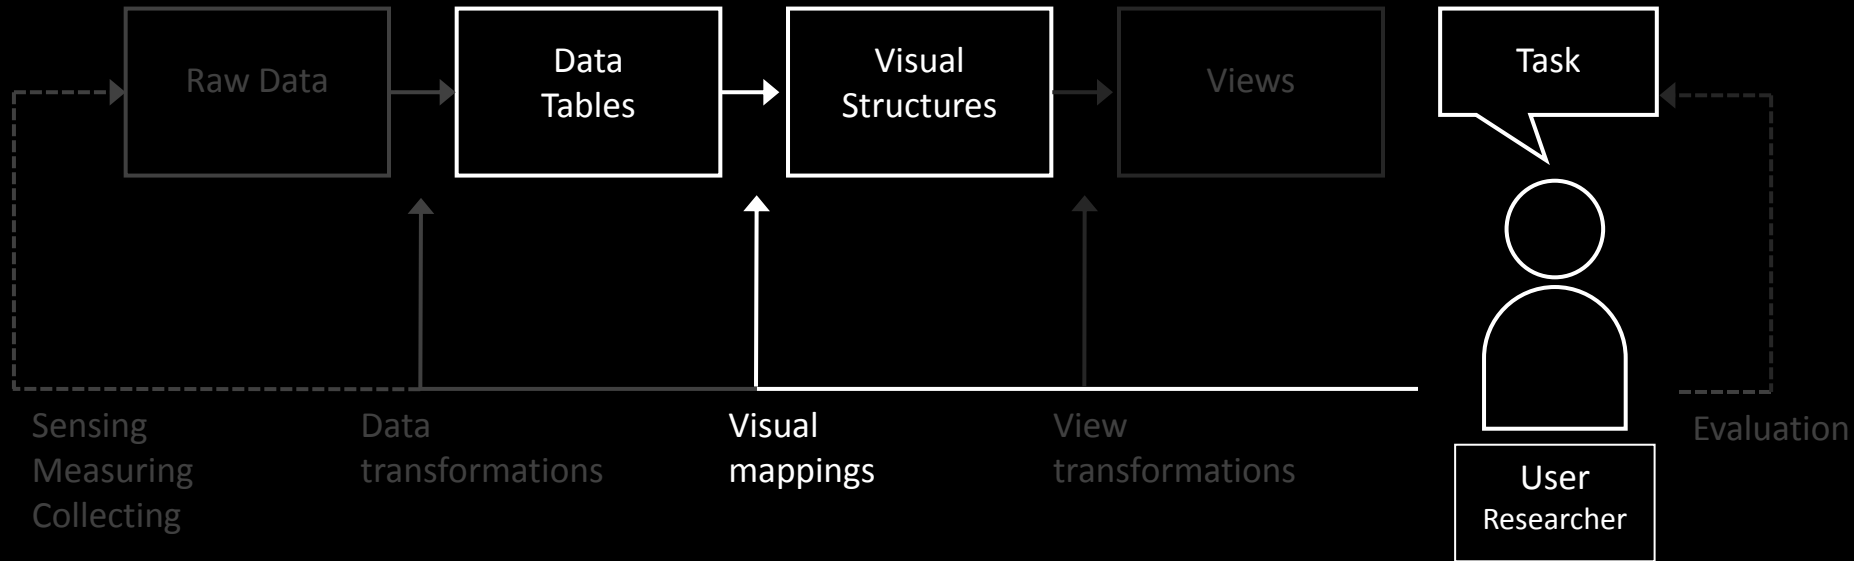 Raw Data
Data
Tables
Visual
Structures
Views
Task
Sensing
Measuring
Collecting
Data
transformations
Visual
mappings
View
transformations
Evaluation
User
Researcher